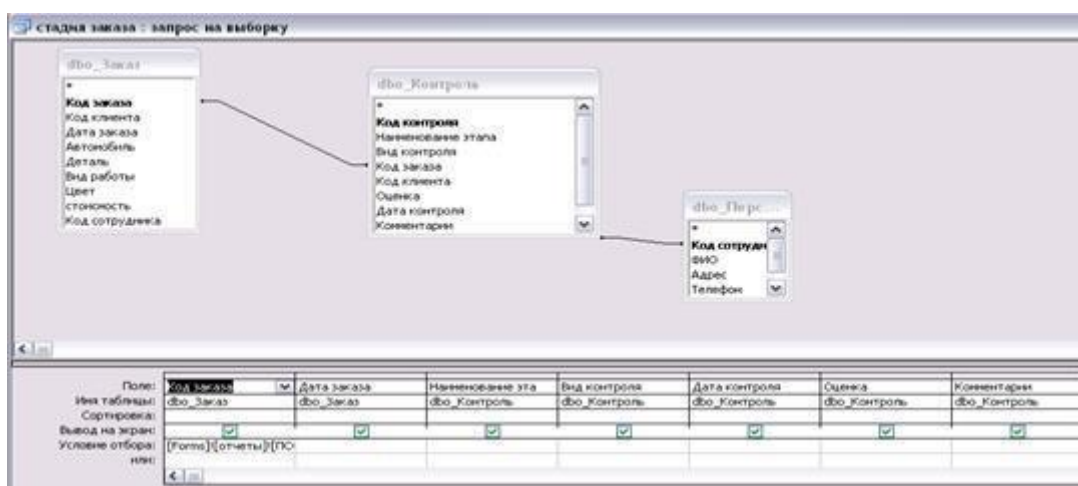 стадия заказа : запрос на выборку
dbo_Заказ
*
Код заказа
Код клиента
Дата заказа
Автомобиль
Деталь
Вид работы
Цвет
стоимость
Код сотрудника
dbo_Контроль
*
Код контроля
Наименование этапа
Вид контроля
Код заказа
Код клиента
Оценка
Дата контроля
Комментарии
dbo_Перс...
*
Код сотрудн
ФИО
Адрес
Телефон
Поле: Код заказа Дата заказа Наименование эта Вид контроля Дата контроля Оценка Комментарии
Имя таблицы: dbo_Заказ dbo_Заказ dbo_Контроль dbo_Контроль dbo_Контроль dbo_Контроль dbo_Контроль
Сортировка:
Вывод на экран:
Условие отбора: [Forms]![отчеты]![ПО
или: